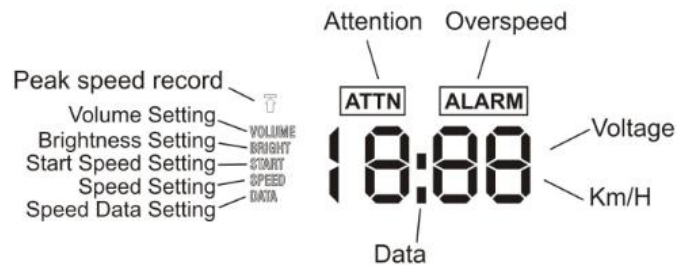 Attention Overspeed
Peak speed record
ATTN ALARM
Volume Setting VOLUME
Brightness Setting BRIGHT
Start Speed Setting START
Speed Setting SPEED
Speed Data Setting DATA
18:88
Voltage
Km/H
Data